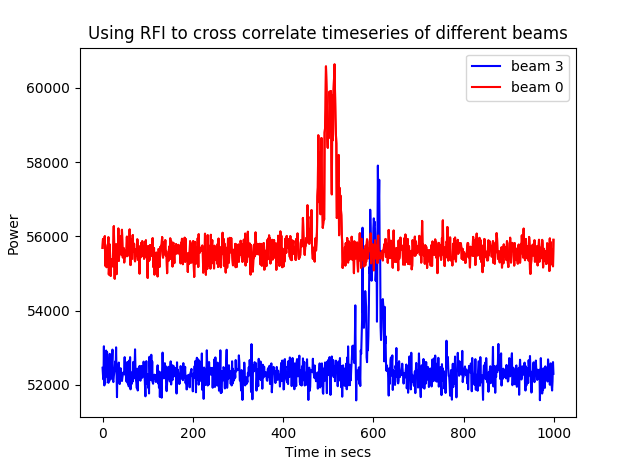 Using RFI to cross correlate timeseries of different beams
beam 3
beam 0
60000
58000
56000
54000
52000
Power
0 200 400 600 800 1000
Time in secs